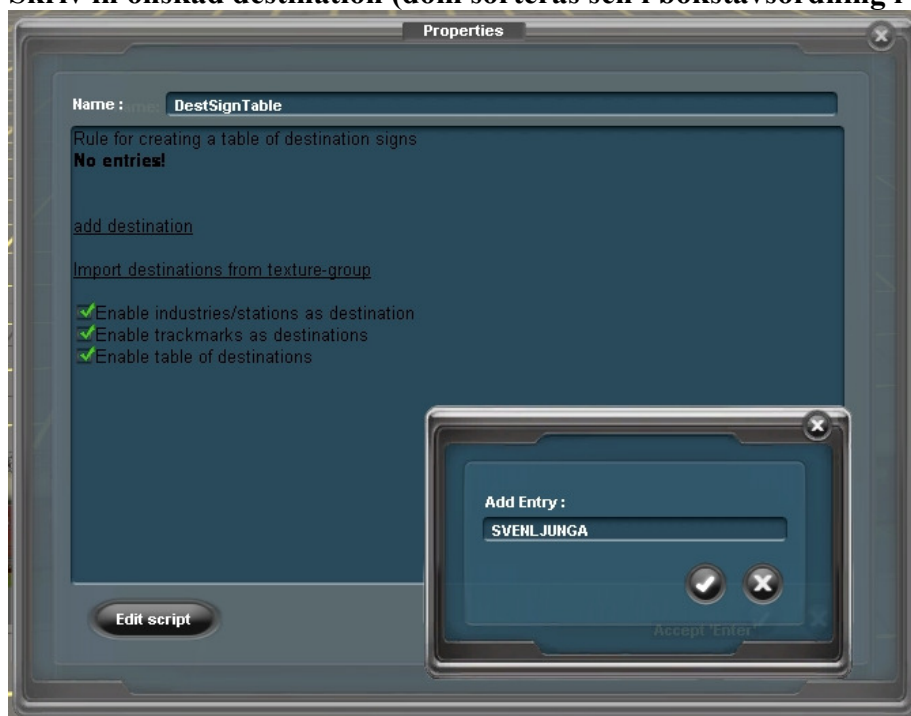 Skriv in önskad destination (dom sorteras sen i bokstavsordning i
Properties
Name :
DestSignTable
Rule for creating a table of destination signs
No entries!
add destination
Import destinations from texture-group
Enable industries/stations as destination
Enable trackmarks as destinations
Enable table of destinations
Add Entry :
SVENLJUNGA
Accept 'Enter'
Edit script